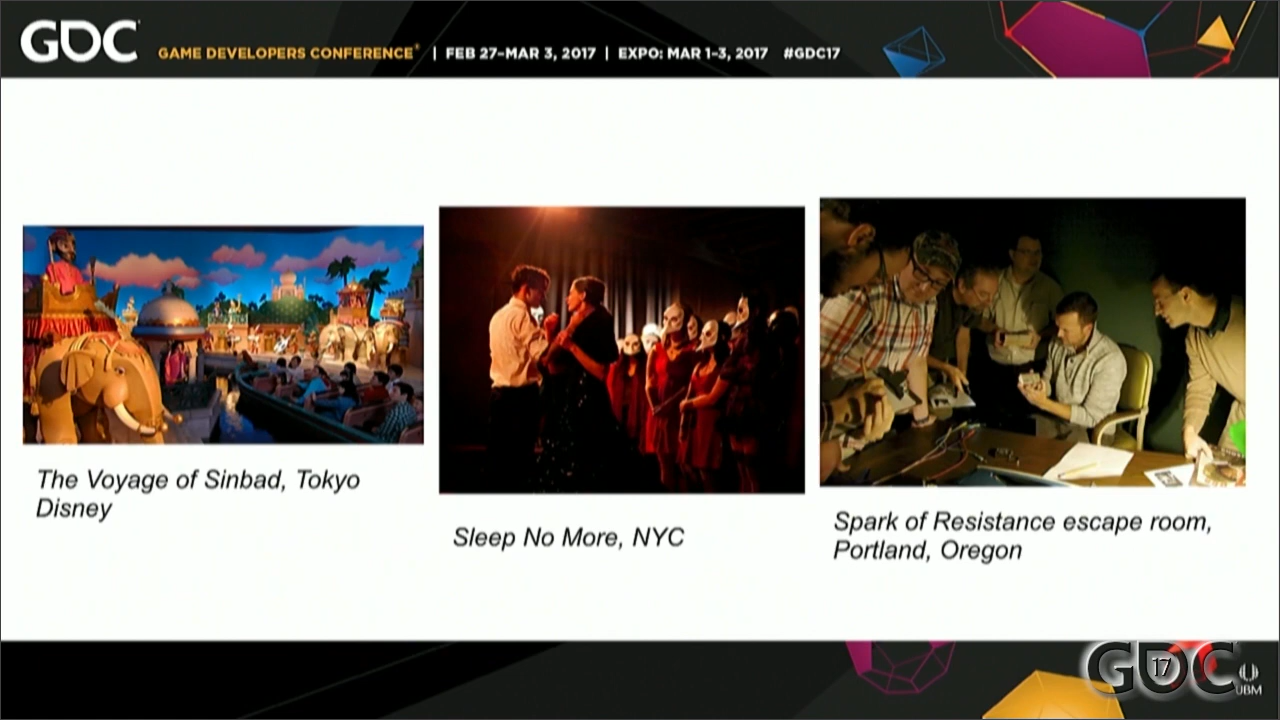 GDC GAME DEVELOPERS CONFERENCE® | FEB 27–MAR 3, 2017 | EXPO: MAR 1–3, 2017 #GDC17
The Voyage of Sinbad, Tokyo
Disney
Sleep No More, NYC
Spark of Resistance escape room,
Portland, Oregon
GDC 17
UBM